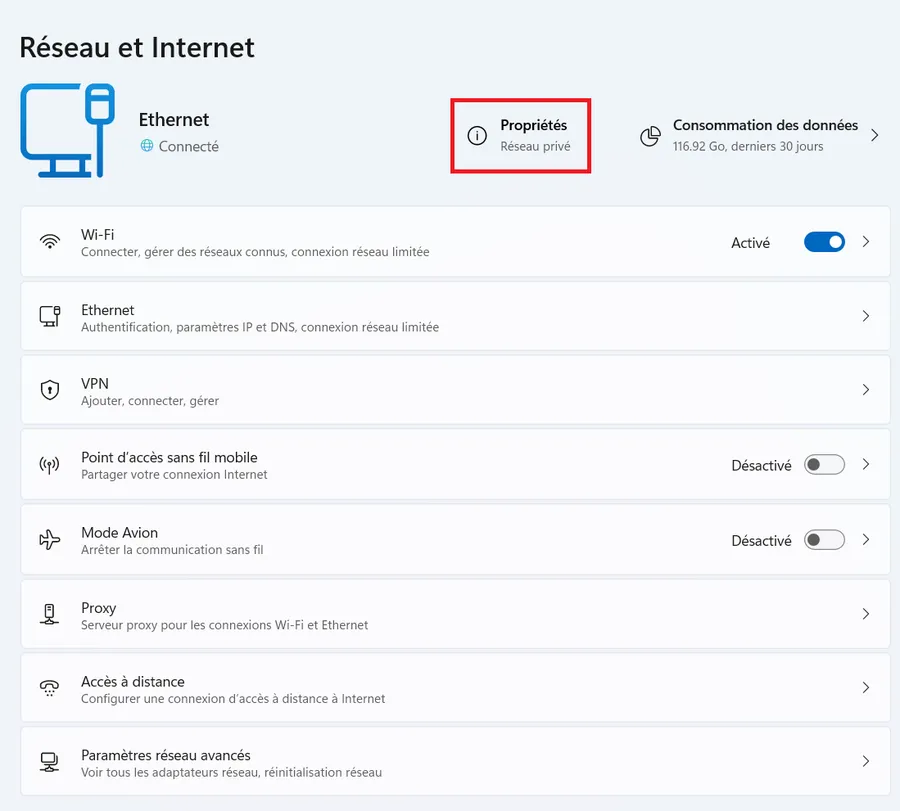 Réseau et Internet
Ethernet
Connecté
Propriétés
Réseau privé
Consommation des données
116.92 Go, derniers 30 jours
Wi-Fi
Connecter, gérer des réseaux connus, connexion réseau limitée
Activé
Ethernet
Authentification, paramètres IP et DNS, connexion réseau limitée
VPN
Ajouter, connecter, gérer
Point d’accès sans fil mobile
Partager votre connexion Internet
Désactivé
Mode Avion
Arrêter la communication sans fil
Désactivé
Proxy
Serveur proxy pour les connexions Wi-Fi et Ethernet
Accès à distance
Configurer une connexion d’accès à distance à Internet
Paramètres réseau avancés
Voir tous les adaptateurs réseau, réinitialisation réseau